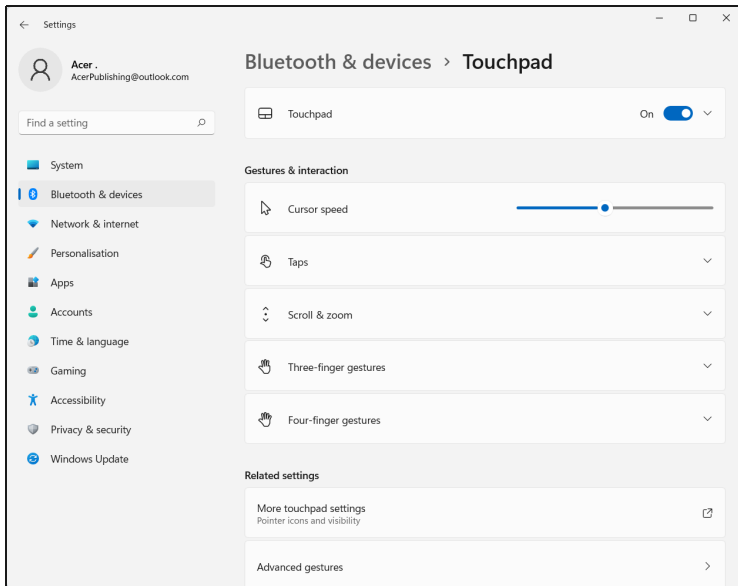 Settings
Acer .
AcerPublishing@outlook.com
Find a setting
System
Bluetooth & devices
Network & internet
Personalisation
Apps
Accounts
Time & language
Gaming
Accessibility
Privacy & security
Windows Update
Bluetooth & devices > Touchpad
Touchpad On
Gestures & interaction
Cursor speed
Taps
Scroll & zoom
Three-finger gestures
Four-finger gestures
Related settings
More touchpad settings
Pointer icons and visibility
Advanced gestures